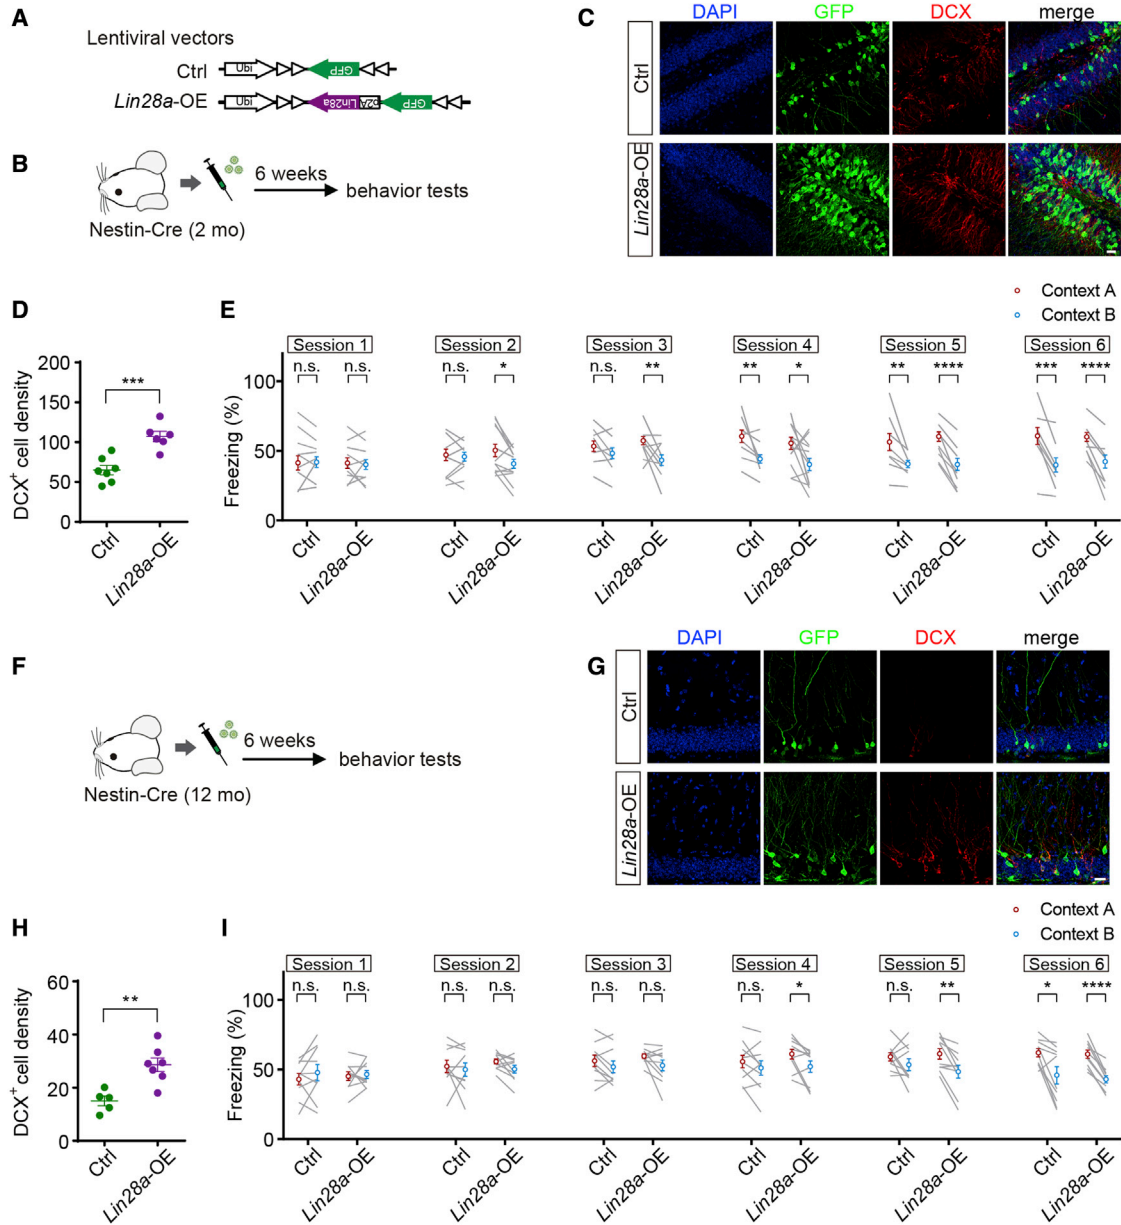 A
Lentiviral vectors
Ctrl
Ubi
GFP
Lin28a-OE
Ubi
Lin28a
p2A
GFP
B
6 weeks
behavior tests
Nestin-Cre (2 mo)
C
DAPI GFP DCX merge
Ctrl
Lin28a-OE
D
DCX+ cell density
200
150
100
50
0
***
Ctrl
Lin28a-OE
E
Context A
Context B
Session 1 Session 2 Session 3 Session 4 Session 5 Session 6
n.s. n.s. n.s. * n.s. ** ** * ** **** *** ****
Freezing (%)
100
50
0
Ctrl Lin28a-OE Ctrl Lin28a-OE Ctrl Lin28a-OE Ctrl Lin28a-OE Ctrl Lin28a-OE Ctrl Lin28a-OE
F
6 weeks
behavior tests
Nestin-Cre (12 mo)
G
DAPI GFP DCX merge
Ctrl
Lin28a-OE
H
DCX+ cell density
60
40
20
0
**
Ctrl
Lin28a-OE
I
Context A
Context B
Session 1 Session 2 Session 3 Session 4 Session 5 Session 6
n.s. n.s. n.s. n.s. n.s. n.s. n.s. * n.s. ** * ****
Freezing (%)
100
50
0
Ctrl Lin28a-OE Ctrl Lin28a-OE Ctrl Lin28a-OE Ctrl Lin28a-OE Ctrl Lin28a-OE Ctrl Lin28a-OE